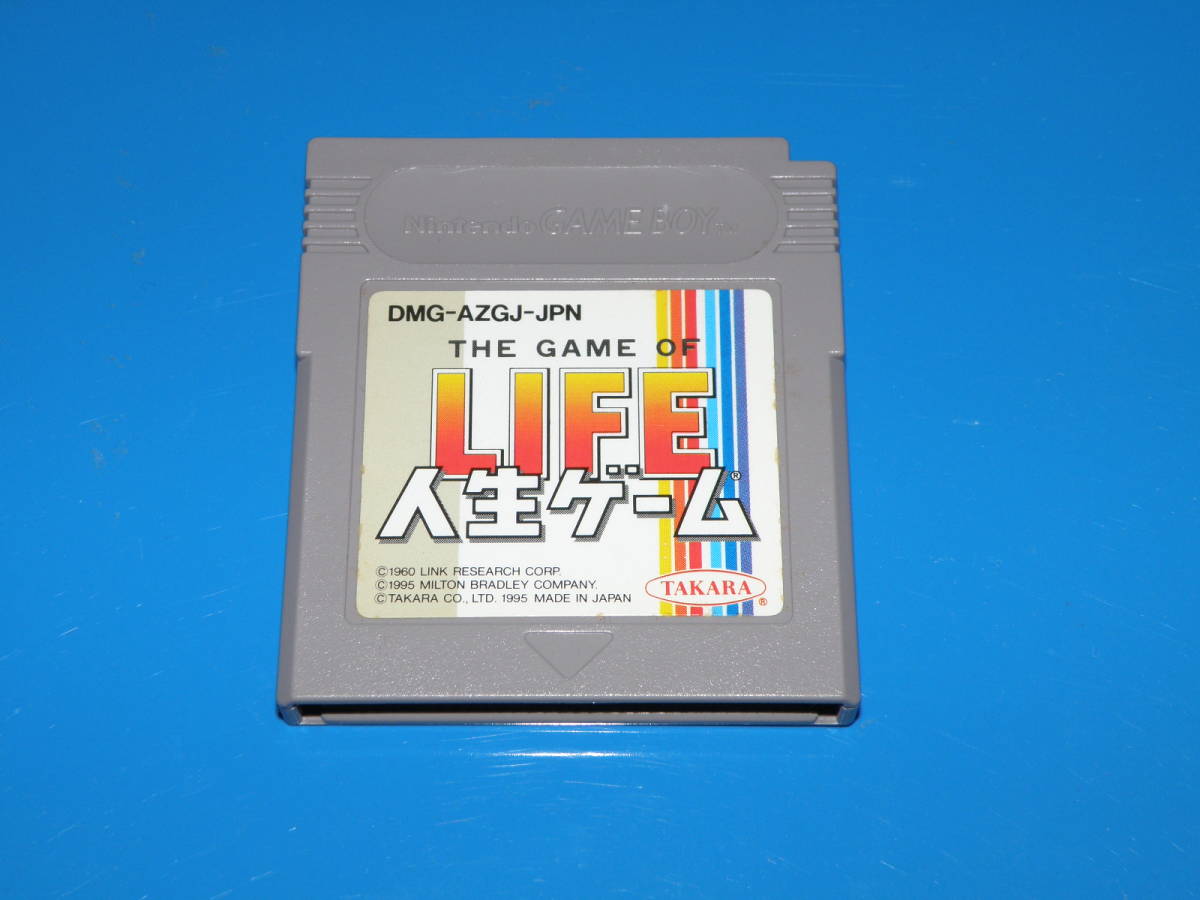 Nintendo GAME BOY TM
DMG-AZGJ-JPN
THE GAME OF
LIFE
人生ゲーム®
©1960 LINK RESEARCH CORP.
©1995 MILTON BRADLEY COMPANY.
©TAKARA CO., LTD. 1995 MADE IN JAPAN
TAKARA®